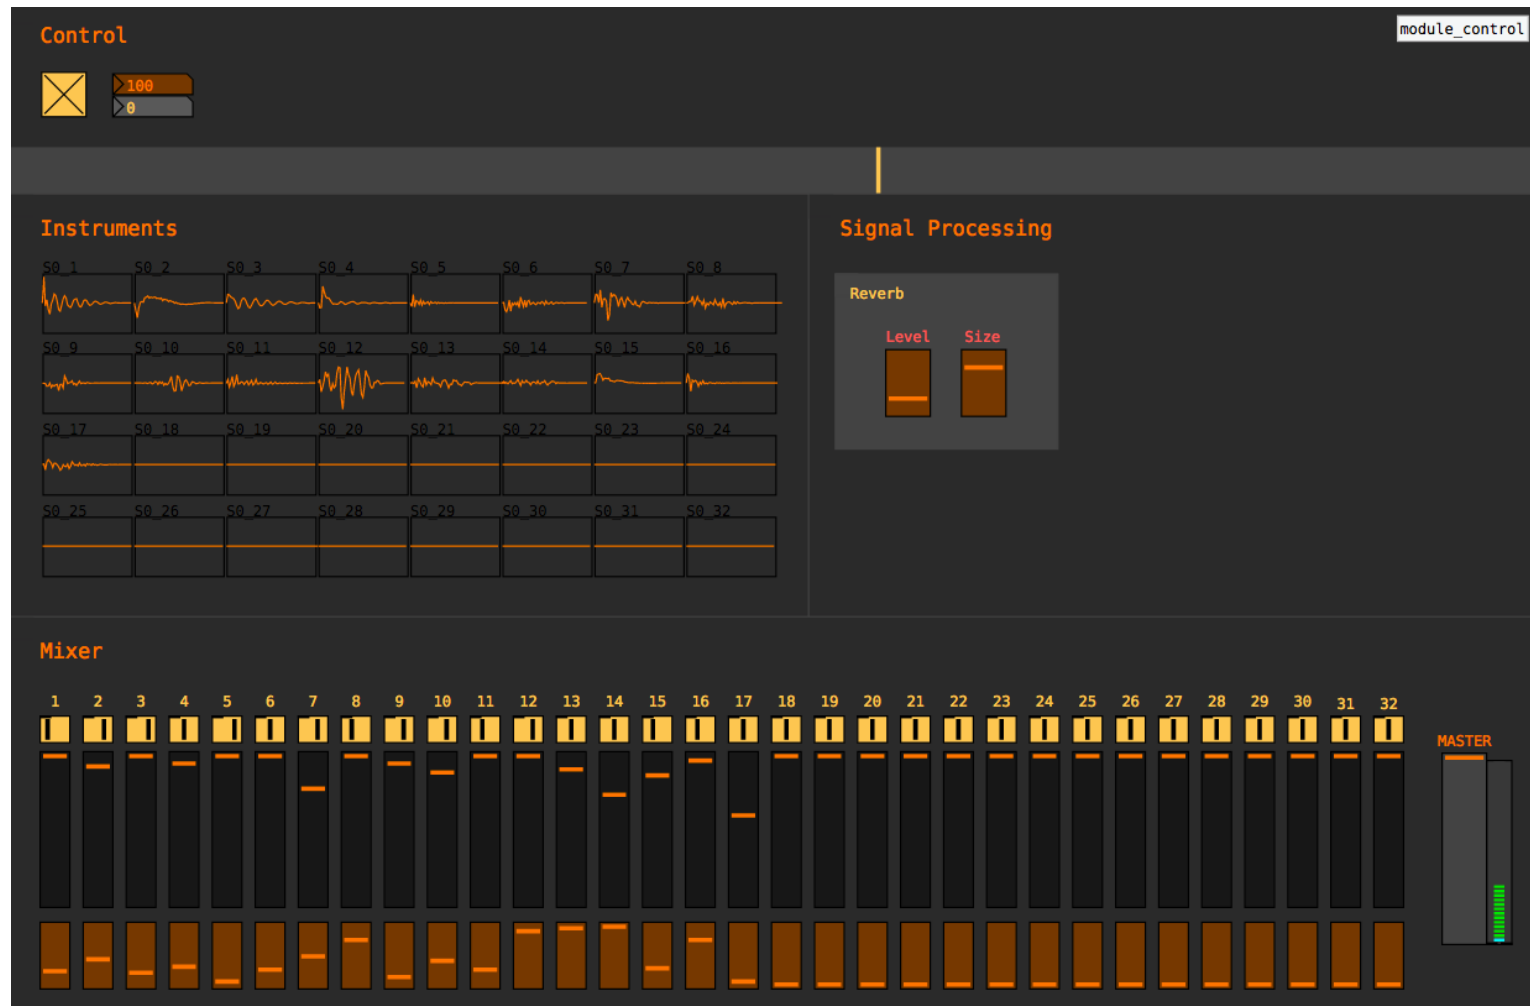 Control
module_control
100
0
Instruments
Signal Processing
S0_1 S0_2 S0_3 S0_4 S0_5 S0_6 S0_7 S0_8
Reverb
Level Size
S0_9 S0_10 S0_11 S0_12 S0_13 S0_14 S0_15 S0_16
S0_17 S0_18 S0_19 S0_20 S0_21 S0_22 S0_23 S0_24
S0_25 S0_26 S0_27 S0_28 S0_29 S0_30 S0_31 S0_32
Mixer
1 2 3 4 5 6 7 8 9 10 11 12 13 14 15 16 17 18 19 20 21 22 23 24 25 26 27 28 29 30 31 32
MASTER